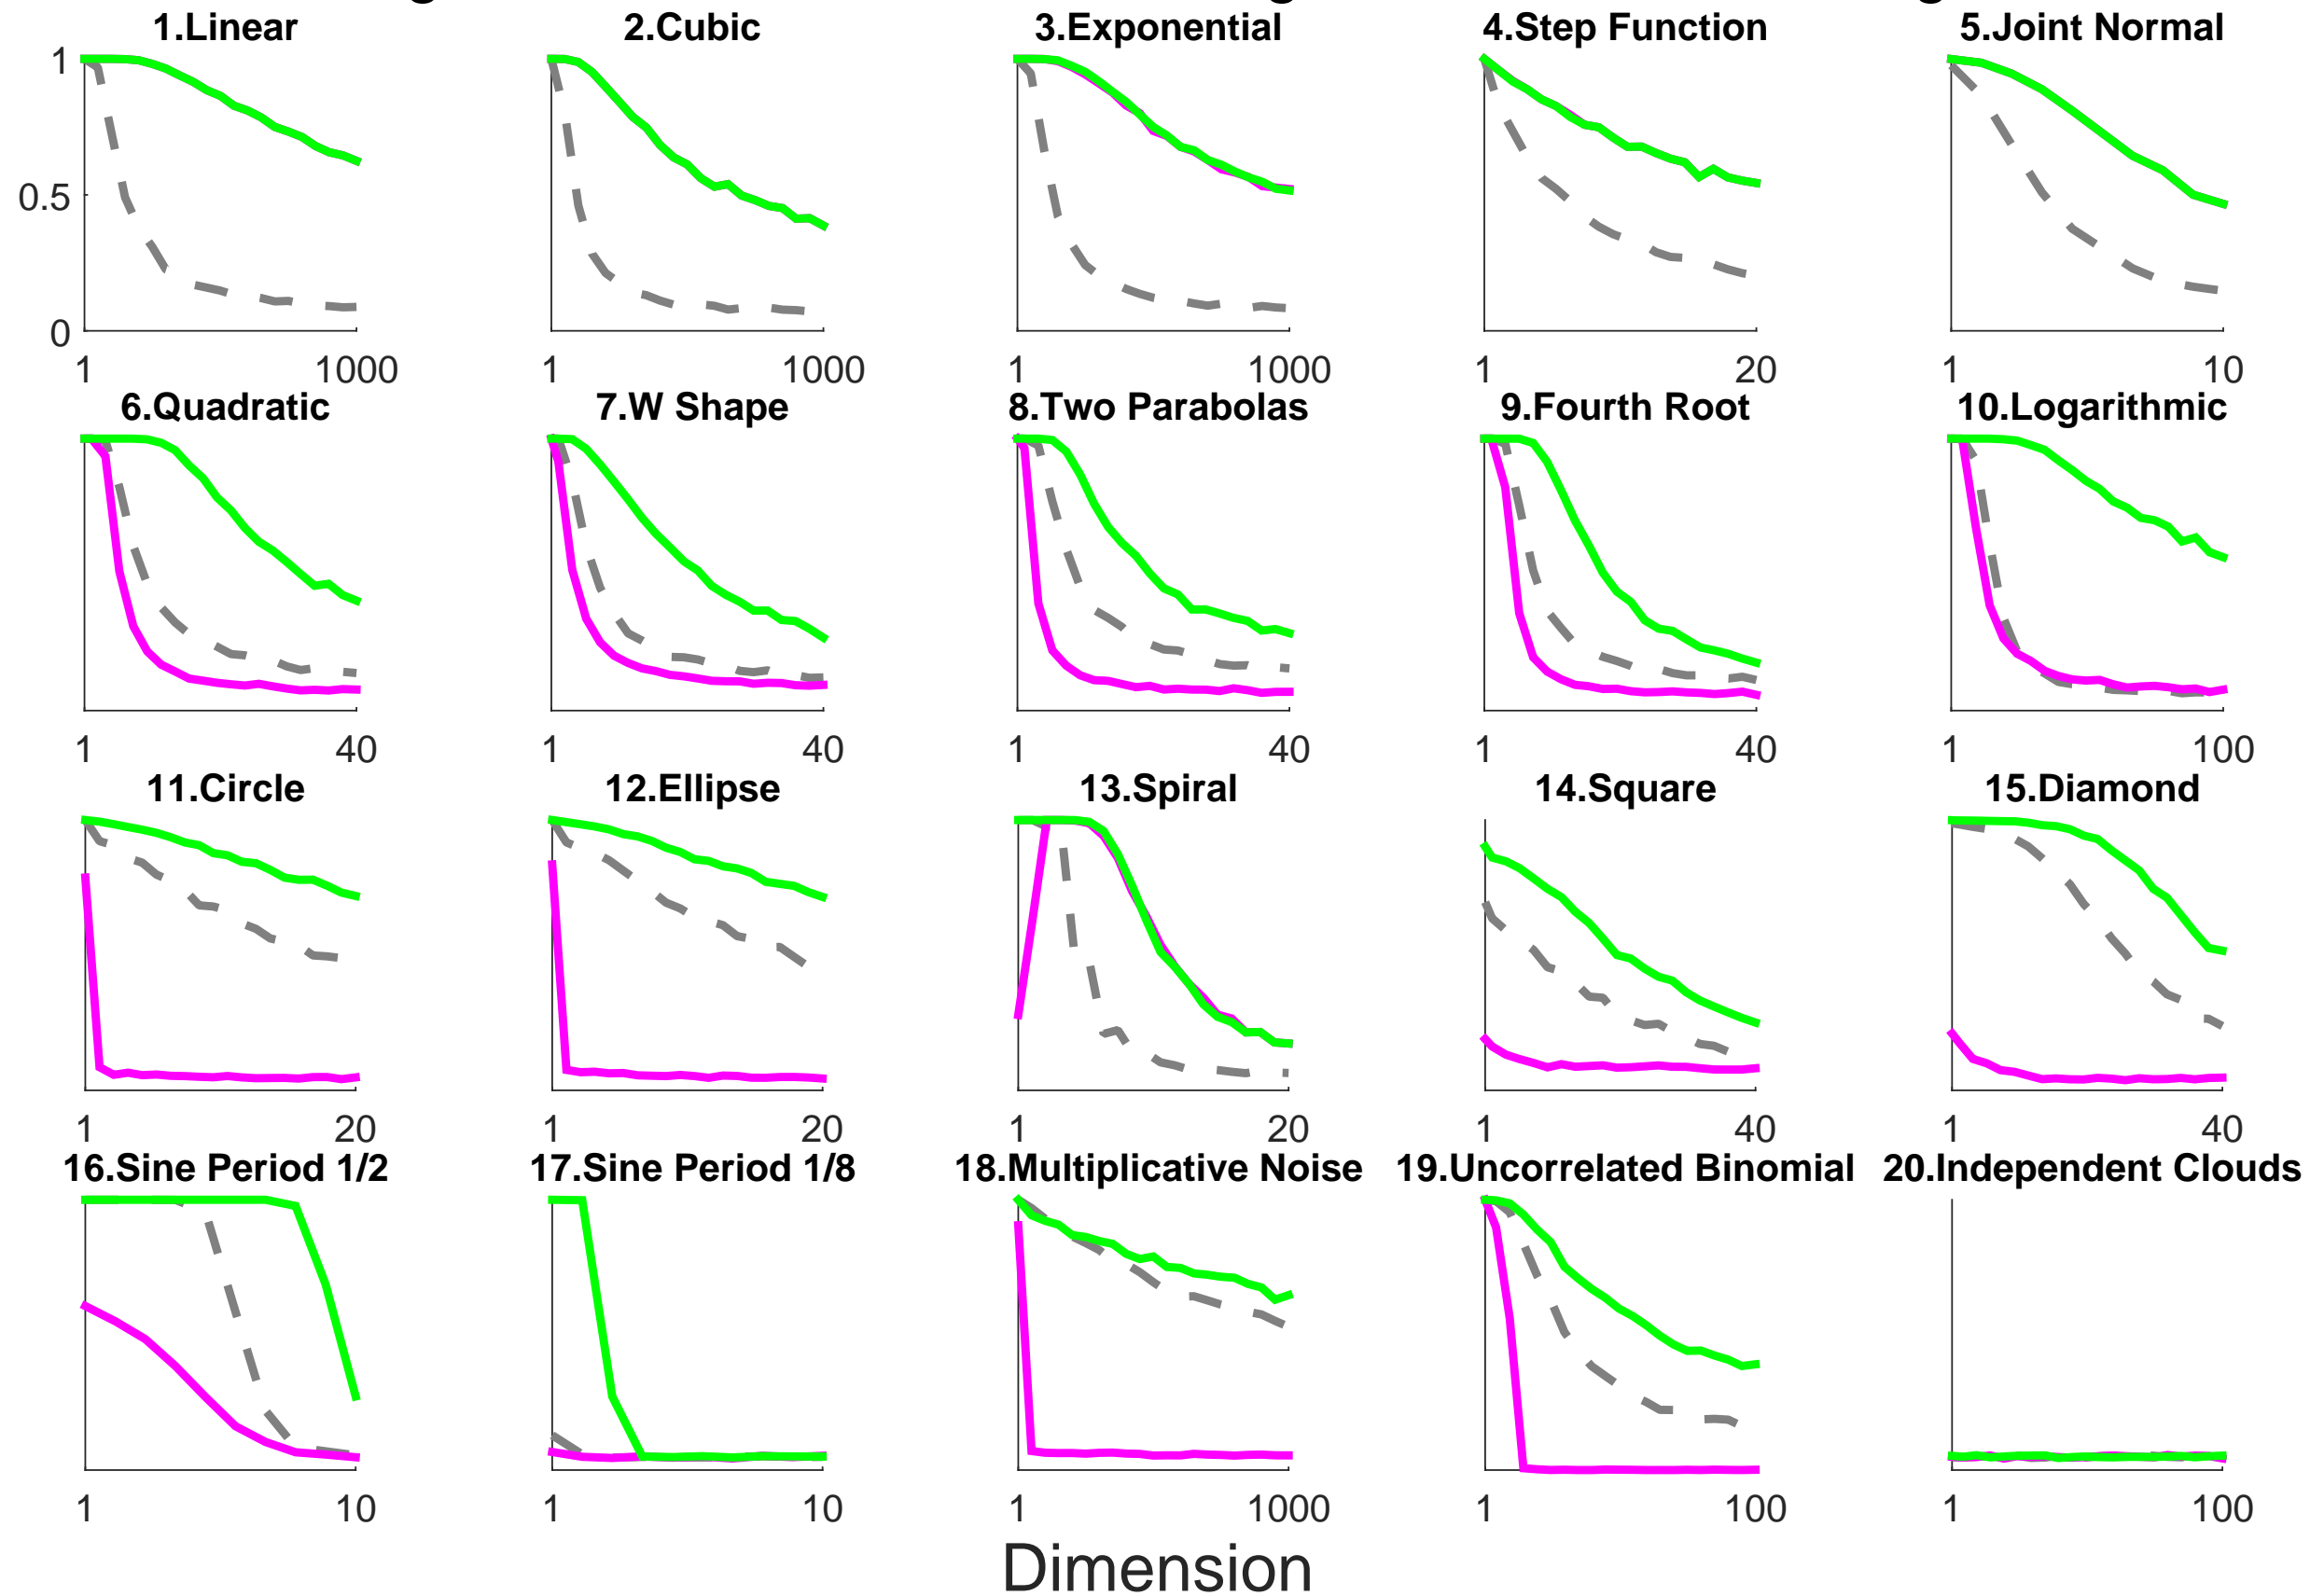 1.Linear 2.Cubic 3.Exponential 4.Step Function 5.Joint Normal
1
0.5
0
1 1000 1 1000 1 1000 1 20 1 10
6.Quadratic 7.W Shape 8.Two Parabolas 9.Fourth Root 10.Logarithmic
1 40 1 40 1 40 1 40 1 100
11.Circle 12.Ellipse 13.Spiral 14.Square 15.Diamond
1 20 1 20 1 20 1 40 1 40
16.Sine Period 1/2 17.Sine Period 1/8 18.Multiplicative Noise 19.Uncorrelated Binomial 20.Independent Clouds
1 10 1 10 1 1000 1 100 1 100
Dimension